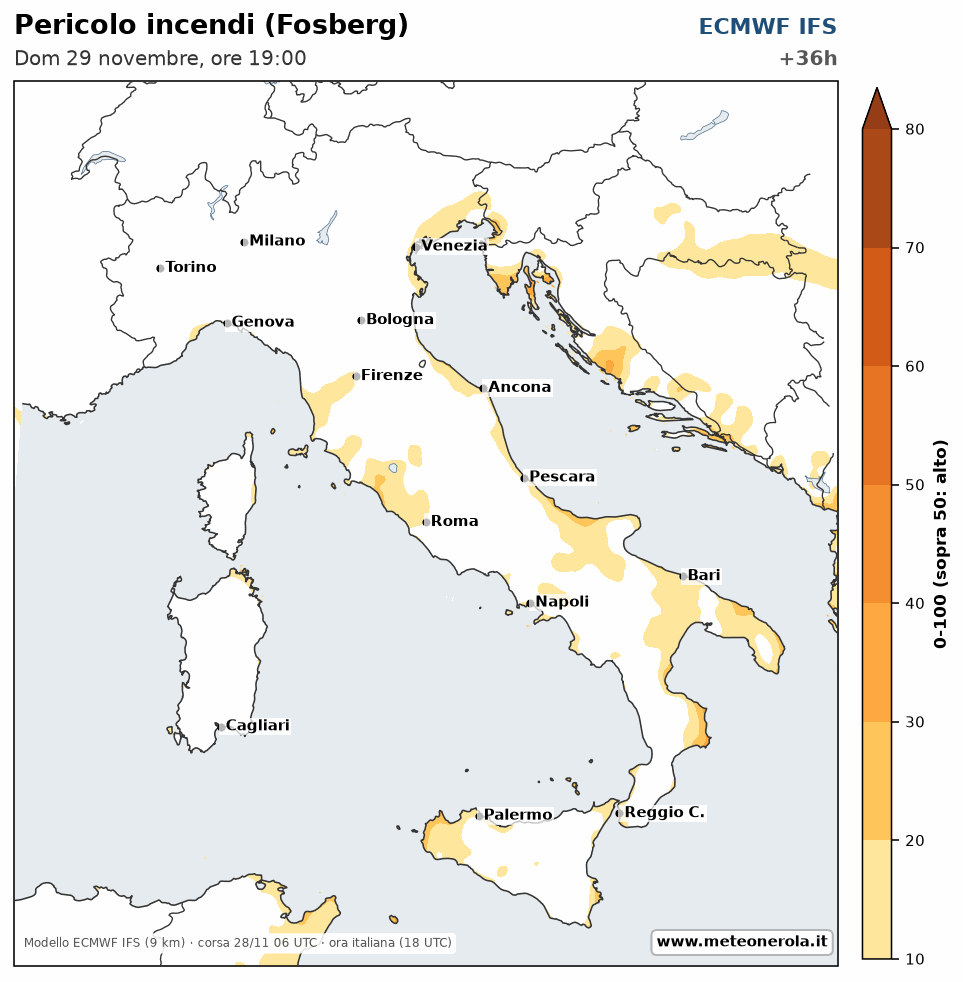 Pericolo incendi (Fosberg)
ECMWF IFS
Dom 29 novembre, ore 19:00
+36h
80
70
60
50
40
30
20
10
0-100 (sopra 50: alto)
Milano
Venezia
Torino
Genova
Bologna
Firenze
Ancona
Pescara
Roma
Bari
Napoli
Cagliari
Palermo
Reggio C.
Modello ECMWF IFS (9 km) · corsa 28/11 06 UTC · ora italiana (18 UTC)
www.meteonerola.it